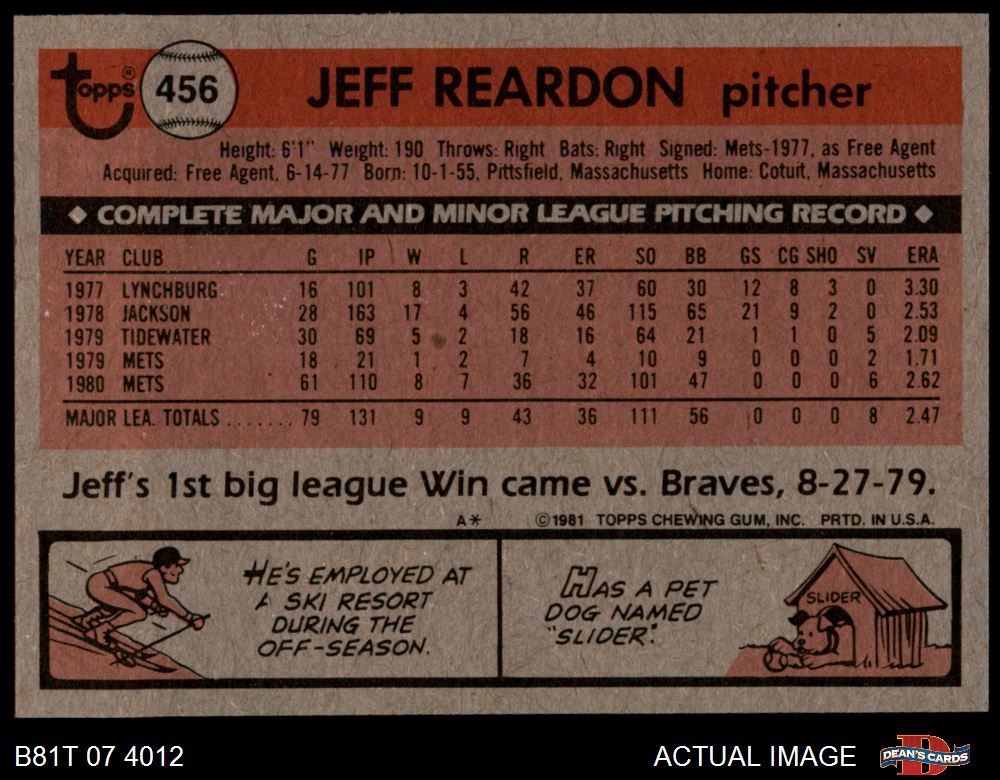 topps® 456 JEFF REARDON pitcher
Height: 6'1" Weight: 190 Throws: Right Bats: Right Signed: Mets-1977, as Free Agent
Acquired: Free Agent, 6-14-77 Born: 10-1-55, Pittsfield, Massachusetts Home: Cotuit, Massachusetts
◆ COMPLETE MAJOR AND MINOR LEAGUE PITCHING RECORD ◆
YEAR CLUB G IP W L R ER SO BB GS CG SHO SV ERA
1977 LYNCHBURG 16 101 8 3 42 37 60 30 12 8 3 0 3.30
1978 JACKSON 28 163 17 4 56 46 115 65 21 9 2 0 2.53
1979 TIDEWATER 30 69 5 2 18 16 64 21 1 1 0 5 2.09
1979 METS 18 21 1 2 7 4 10 9 0 0 0 2 1.71
1980 METS 61 110 8 7 36 32 101 47 0 0 0 6 2.62
MAJOR LEA. TOTALS ....... 79 131 9 9 43 36 111 56 0 0 0 8 2.47
Jeff's 1st big league Win came vs. Braves, 8-27-79.
A* ©1981 TOPPS CHEWING GUM, INC. PRTD. IN U.S.A.
HE'S EMPLOYED AT
A SKI RESORT
DURING THE
OFF-SEASON.
HAS A PET
DOG NAMED
"SLIDER".
SLIDER
B81T 07 4012 ACTUAL IMAGE DEAN'S CARDS